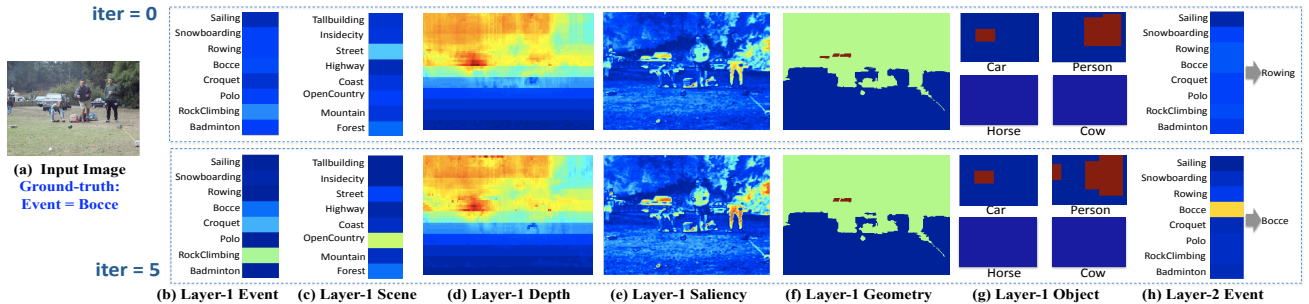 iter = 0
Sailing
Snowboarding
Rowing
Bocce
Croquet
Polo
RockClimbing
Badminton
Tallbuilding
Insidecity
Street
Highway
Coast
OpenCountry
Mountain
Forest
Car
Person
Horse
Cow
Sailing
Snowboarding
Rowing
Bocce
Croquet
Polo
RockClimbing
Badminton
Rowing
(a) Input Image
Ground-truth:
Event = Bocce
iter = 5
Sailing
Snowboarding
Rowing
Bocce
Croquet
Polo
RockClimbing
Badminton
Tallbuilding
Insidecity
Street
Highway
Coast
OpenCountry
Mountain
Forest
Car
Person
Horse
Cow
Sailing
Snowboarding
Rowing
Bocce
Croquet
Polo
RockClimbing
Badminton
Bocce
(b) Layer-1 Event
(c) Layer-1 Scene
(d) Layer-1 Depth
(e) Layer-1 Saliency
(f) Layer-1 Geometry
(g) Layer-1 Object
(h) Layer-2 Event